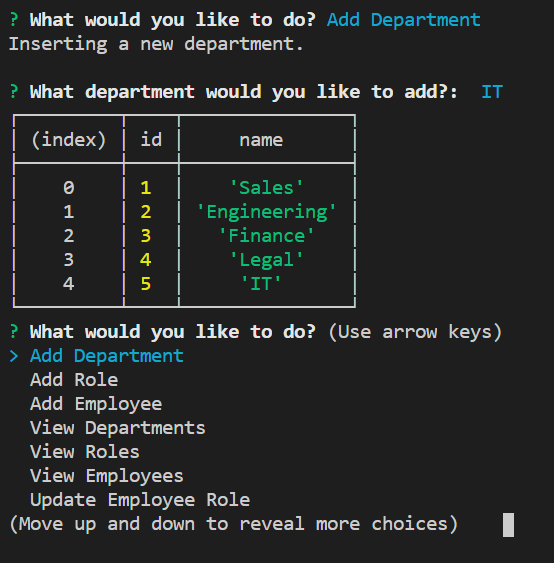 ? What would you like to do? Add Department
Inserting a new department.
? What department would you like to add?:  IT
(index) id name
0 1 'Sales'
1 2 'Engineering'
2 3 'Finance'
3 4 'Legal'
4 5 'IT'
? What would you like to do? (Use arrow keys)
> Add Department
Add Role
Add Employee
View Departments
View Roles
View Employees
Update Employee Role
(Move up and down to reveal more choices)